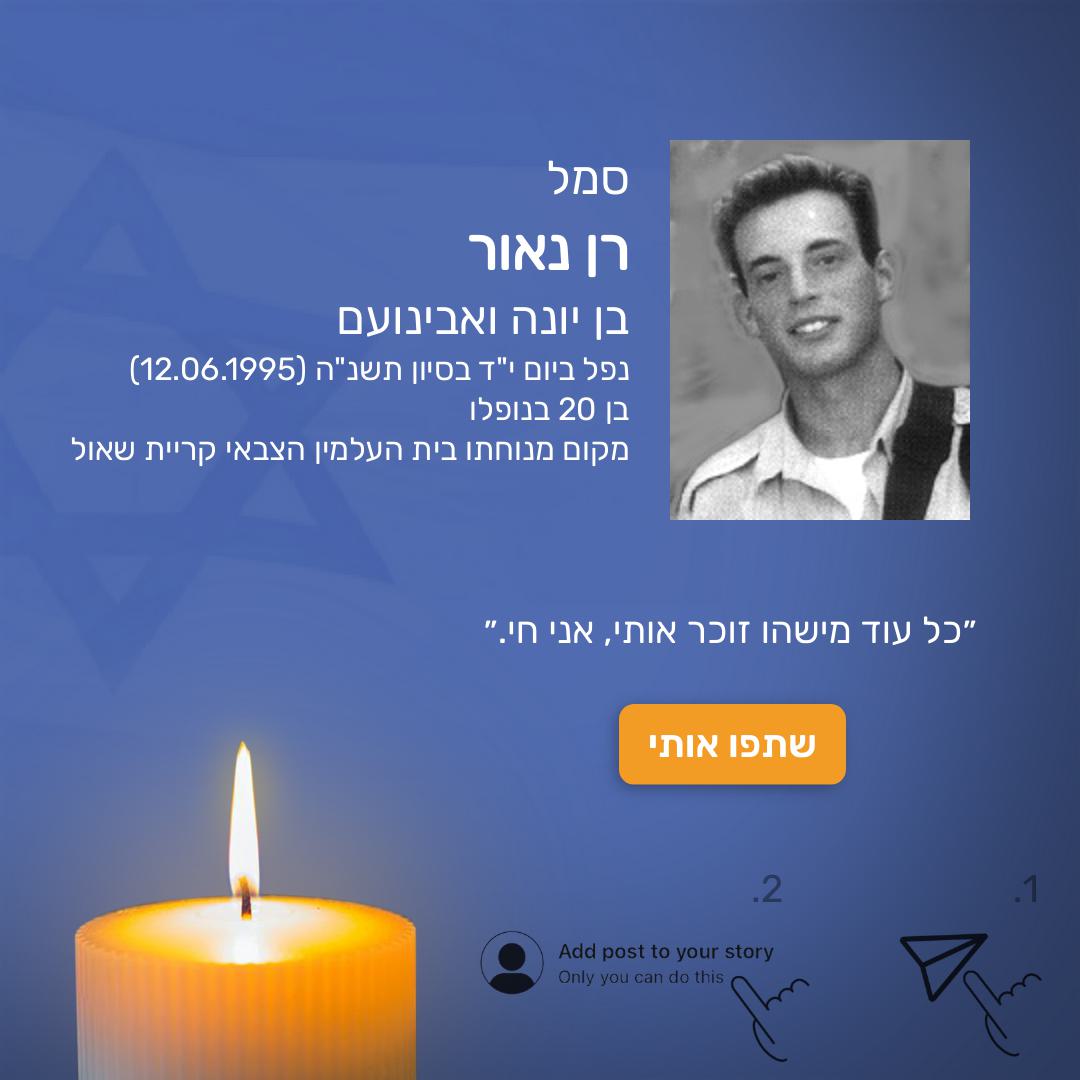 סמל
רן נאור
בן יונה ואבינועם
נפל ביום י"ד בסיון תשנ"ה (12.06.1995)
בן 20 בנופלו
מקום מנוחתו בית העלמין הצבאי קריית שאול
״כל עוד מישהו זוכר אותי, אני חי.״
שתפו אותי
1.
2.
Add post to your story
Only you can do this